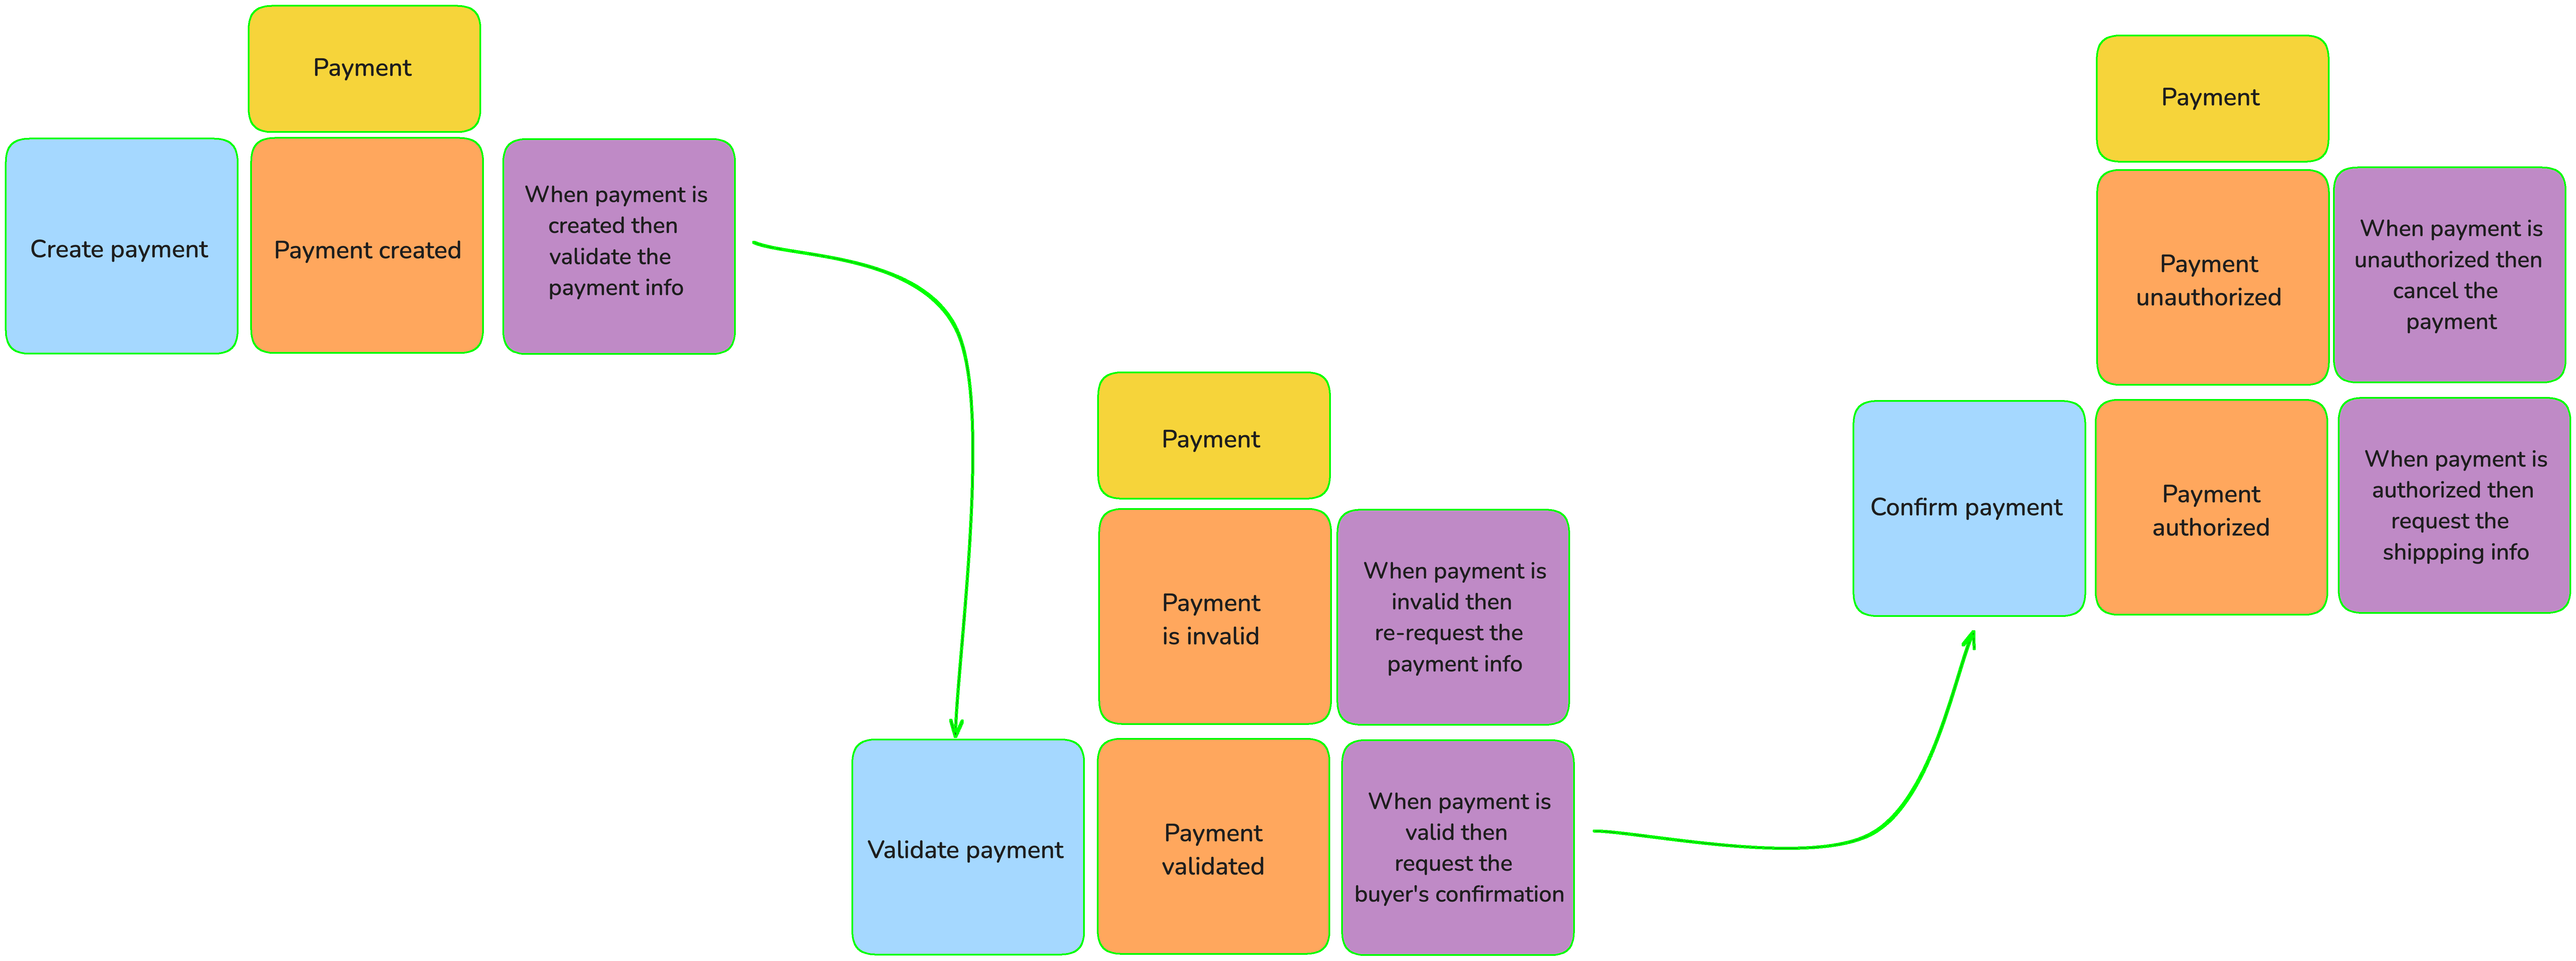 Payment
Create payment
Payment created
When payment is
created then
validate the
payment info
Payment
Payment
is invalid
When payment is
invalid then
re-request the
payment info
Validate payment
Payment
validated
When payment is
valid then
request the
buyer's confirmation
Payment
Payment
unauthorized
When payment is
unauthorized then
cancel the
payment
Confirm payment
Payment
authorized
When payment is
authorized then
request the
shippping info